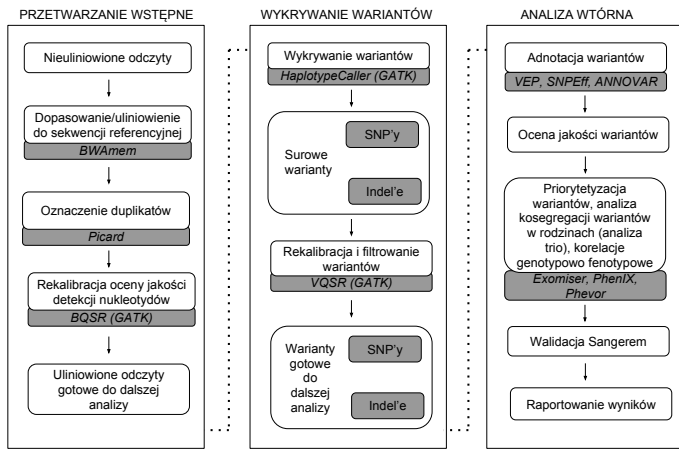 PRZETWARZANIE WSTĘPNE
Nieuliniowione odczyty
Dopasowanie/uliniowienie
do sekwencji referencyjnej
BWAmem
Oznaczenie duplikatów
Picard
Rekalibracja oceny jakości
detekcji nukleotydów
BQSR (GATK)
Uliniowione odczyty
gotowe do dalszej
analizy
WYKRYWANIE WARIANTÓW
Wykrywanie wariantów
HaplotypeCaller (GATK)
Surowe
warianty
SNP'y
Indel'e
Rekalibracja i filtrowanie
wariantów
VQSR (GATK)
Warianty
gotowe do
dalszej
analizy
SNP'y
Indel'e
ANALIZA WTÓRNA
Adnotacja wariantów
VEP, SNPEff, ANNOVAR
Ocena jakości wariantów
Priorytetyzacja
wariantów, analiza
kosegregacji wariantów
w rodzinach (analiza
trio), korelacje
genotypowo fenotypowe
Exomiser, PhenIX,
Phevor
Walidacja Sangerem
Raportowanie wyników